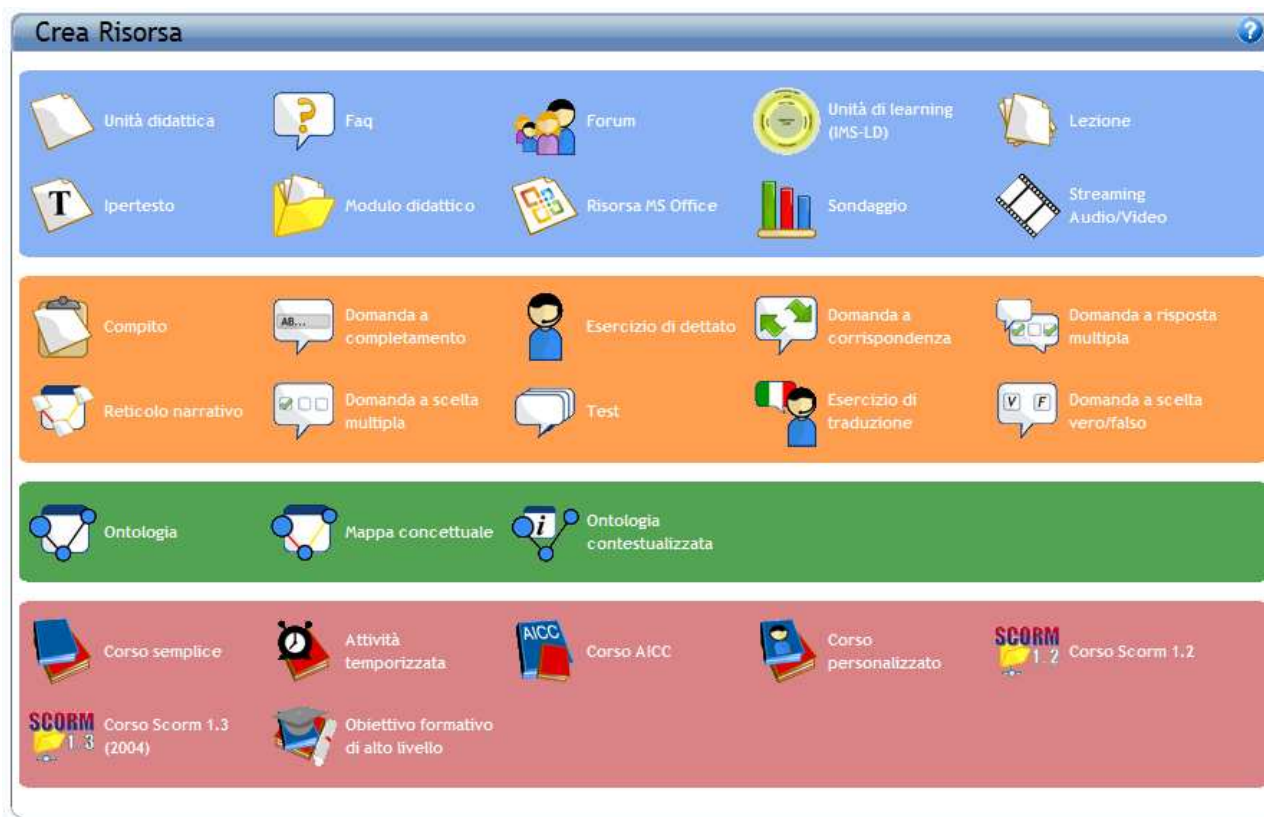 Crea Risorsa
?
Unità didattica
?
Faq
Forum
Unità di learning
(IMS-LD)
Lezione
T
Ipertesto
Modulo didattico
Risorsa MS Office
Sondaggio
Streaming
Audio/Video
Compito
AB...
Domanda a
completamento
Esercizio di dettato
Domanda a
corrispondenza
Domanda a risposta
multipla
Reticolo narrativo
Domanda a scelta
multipla
Test
Esercizio di
traduzione
V F
Domanda a scelta
vero/falso
Ontologia
Mappa concettuale
i
Ontologia
contestualizzata
Corso semplice
Attività
temporizzata
AICC
Corso AICC
Corso
personalizzato
SCORM
1.2
Corso Scorm 1.2
SCORM
1.3
Corso Scorm 1.3
(2004)
Obiettivo formativo
di alto livello